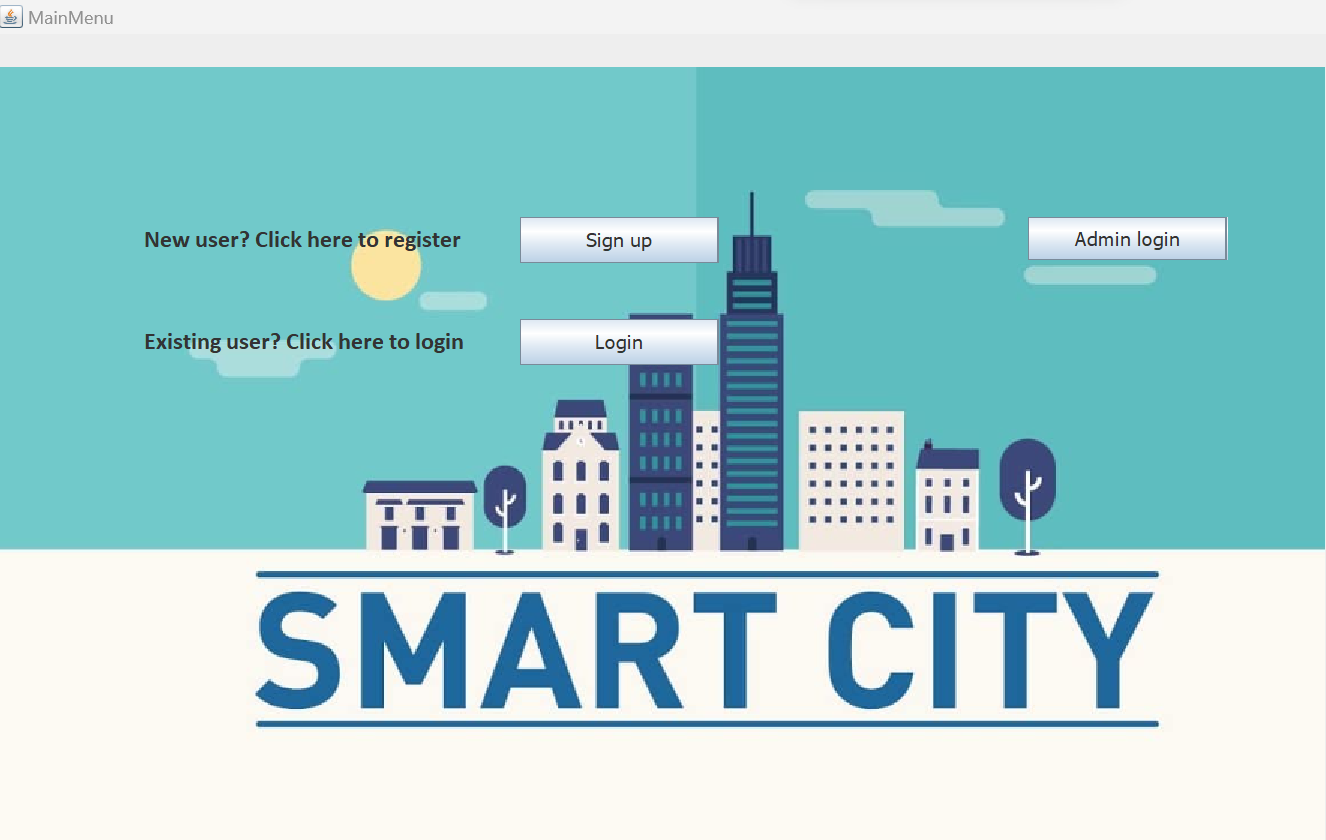 MainMenu
New user? Click here to register
Sign up
Admin login
Existing user? Click here to login
Login
SMART CITY